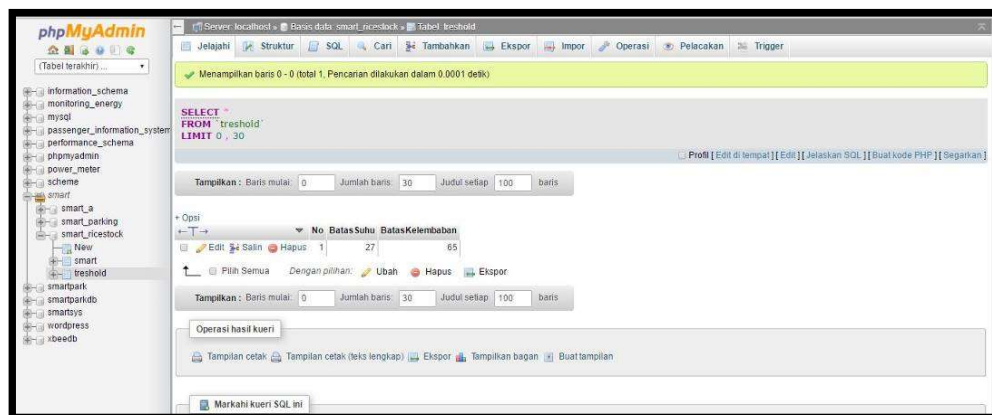 phpMyAdmin
(Tabel terakhir) ...
information_schema
monitoring_energy
mysql
passenger_information_system
performance_schema
phpmyadmin
power_meter
scheme
smart
smart_a
smart_parking
smart_ricestock
New
smart
treshold
smartpark
smartparkdb
smartsys
wordpress
xbeedb
Server: localhost » Basis data: smart_ricestock » Tabel: treshold
Jelajahi Struktur SQL Cari Tambahkan Ekspor Impor Operasi Pelacakan Trigger
Menampilkan baris 0 - 0 (total 1, Pencarian dilakukan dalam 0.0001 detik)
SELECT *
FROM `treshold`
LIMIT 0 , 30
Profil [ Edit di tempat ] [ Edit ] [ Jelaskan SQL ] [ Buat kode PHP ] [ Segarkan ]
Tampilkan : Baris mulai: 0 Jumlah baris: 30 Judul setiap 100 baris
+ Opsi
←T→ No BatasSuhu BatasKelembaban
Edit Salin Hapus 1 27 65
Pilih Semua Dengan pilihan: Ubah Hapus Ekspor
Tampilkan : Baris mulai: 0 Jumlah baris: 30 Judul setiap 100 baris
Operasi hasil kueri
Tampilan cetak Tampilan cetak (teks lengkap) Ekspor Tampilkan bagan Buat tampilan
Markahi kueri SQL ini